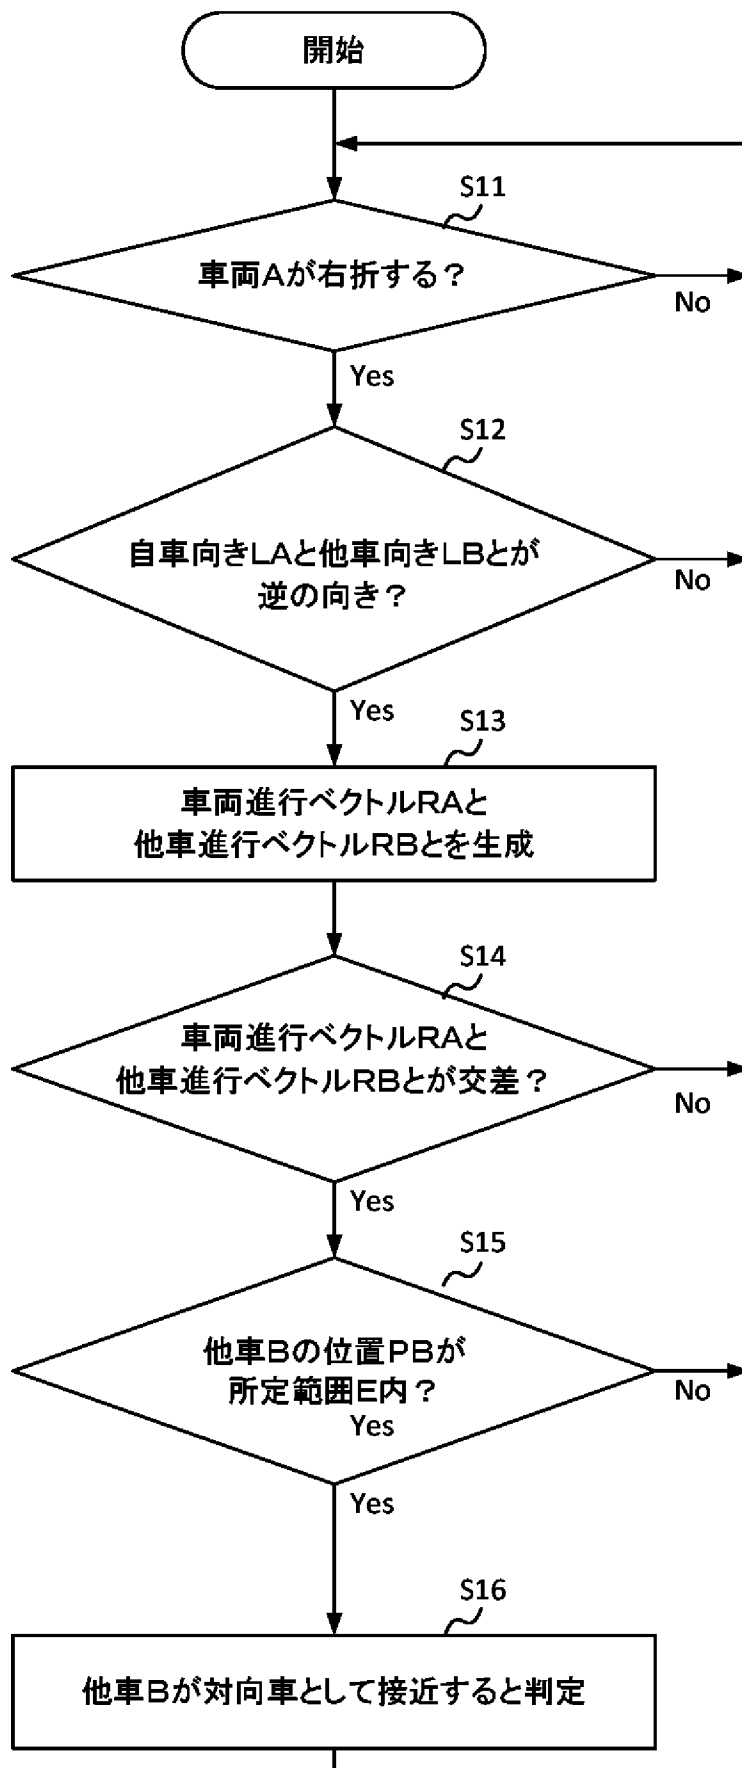 開始
S11
車両Aが右折する？
No
Yes
S12
自車向きLAと他車向きLBとが
逆の向き？
No
Yes
S13
車両進行ベクトルRAと
他車進行ベクトルRBとを生成
S14
車両進行ベクトルRAと
他車進行ベクトルRBとが交差？
No
Yes
S15
他車Bの位置PBが
所定範囲E内？
No
Yes
Yes
S16
他車Bが対向車として接近すると判定